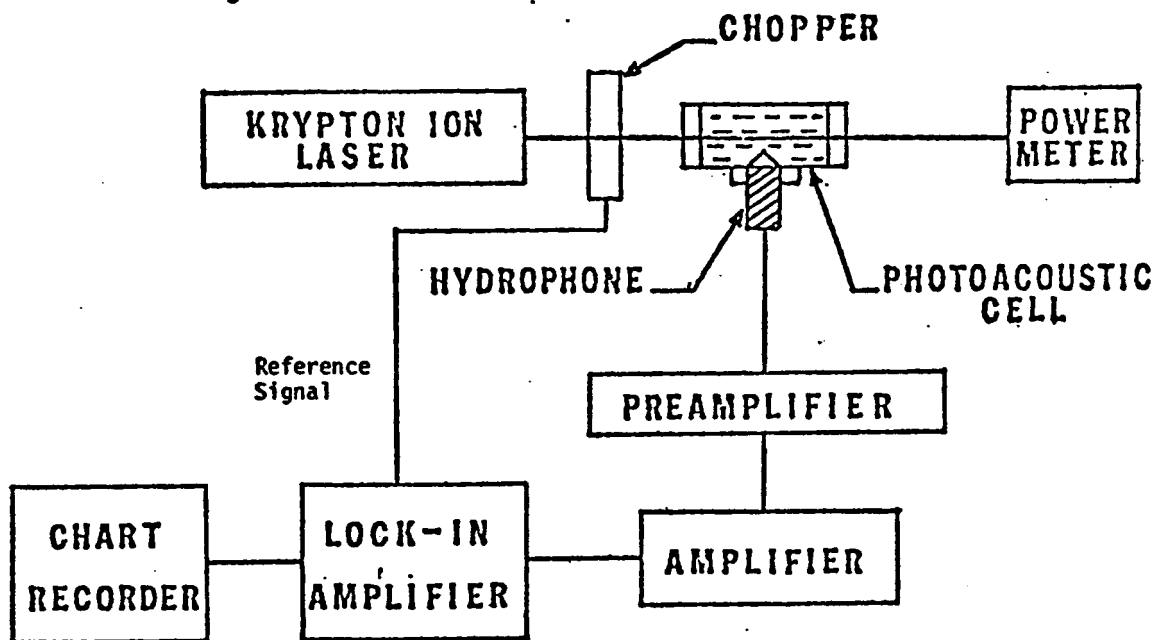 CHOPPER
KRYPTON ION
LASER
POWER
METER
HYDROPHONE
PHOTOACOUSTIC
CELL
Reference
Signal
PREAMPLIFIER
CHART
RECORDER
LOCK-IN
AMPLIFIER
AMPLIFIER